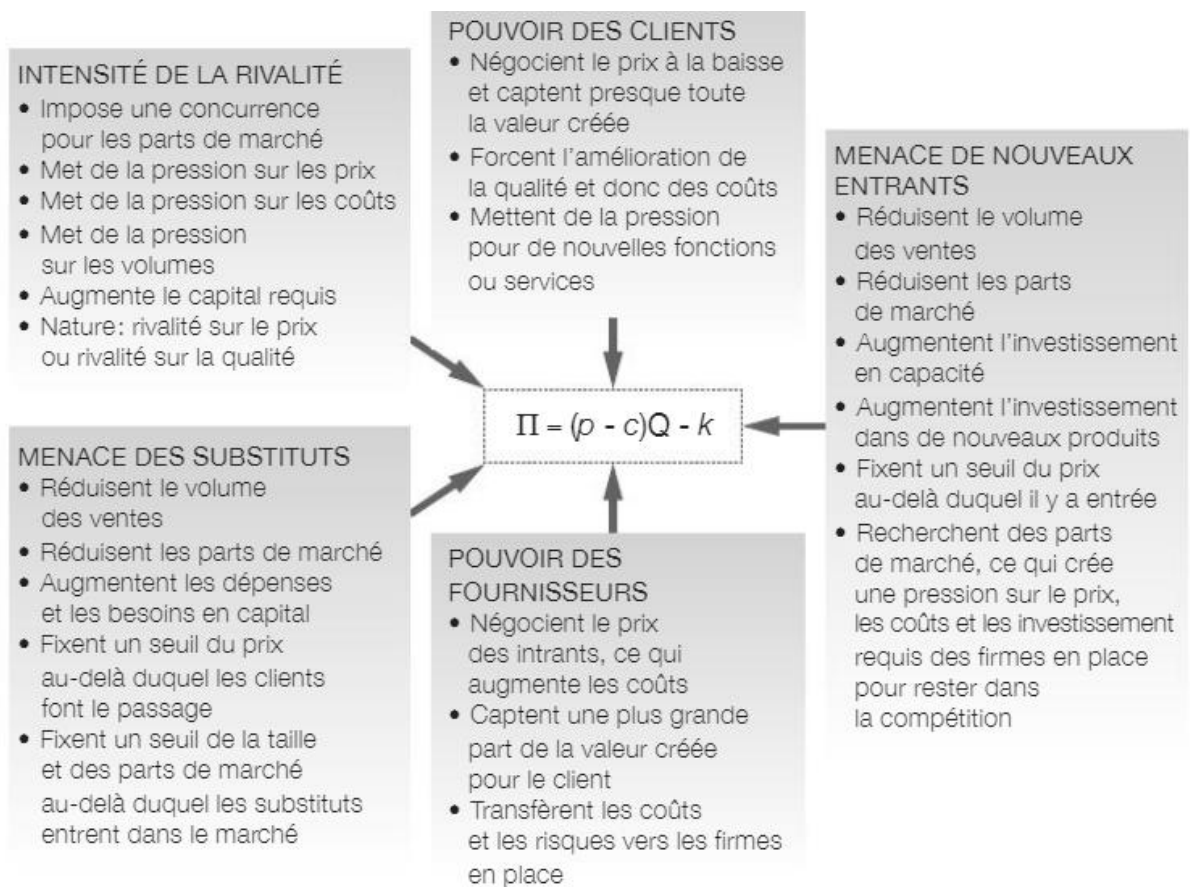 INTENSITÉ DE LA RIVALITÉ
• Impose une concurrence
pour les parts de marché
• Met de la pression sur les prix
• Met de la pression sur les coûts
• Met de la pression
sur les volumes
• Augmente le capital requis
• Nature: rivalité sur le prix
ou rivalité sur la qualité
POUVOIR DES CLIENTS
• Négocient le prix à la baisse
et captent presque toute
la valeur créée
• Forcent l'amélioration de
la qualité et donc des coûts
• Mettent de la pression
pour de nouvelles fonctions
ou services
MENACE DE NOUVEAUX
ENTRANTS
• Réduisent le volume
des ventes
• Réduisent les parts
de marché
• Augmentent l'investissement
en capacité
• Augmentent l'investissement
dans de nouveaux produits
• Fixent un seuil du prix
au-delà duquel il y a entrée
• Recherchent des parts
de marché, ce qui crée
une pression sur le prix,
les coûts et les investissement
requis des firmes en place
pour rester dans
la compétition
Π = (p - c)Q - k
MENACE DES SUBSTITUTS
• Réduisent le volume
des ventes
• Réduisent les parts de marché
• Augmentent les dépenses
et les besoins en capital
• Fixent un seuil du prix
au-delà duquel les clients
font le passage
• Fixent un seuil de la taille
et des parts de marché
au-delà duquel les substituts
entrent dans le marché
POUVOIR DES
FOURNISSEURS
• Négocient le prix
des intrants, ce qui
augmente les coûts
• Captent une plus grande
part de la valeur créée
pour le client
• Transfèrent les coûts
et les risques vers les firmes
en place